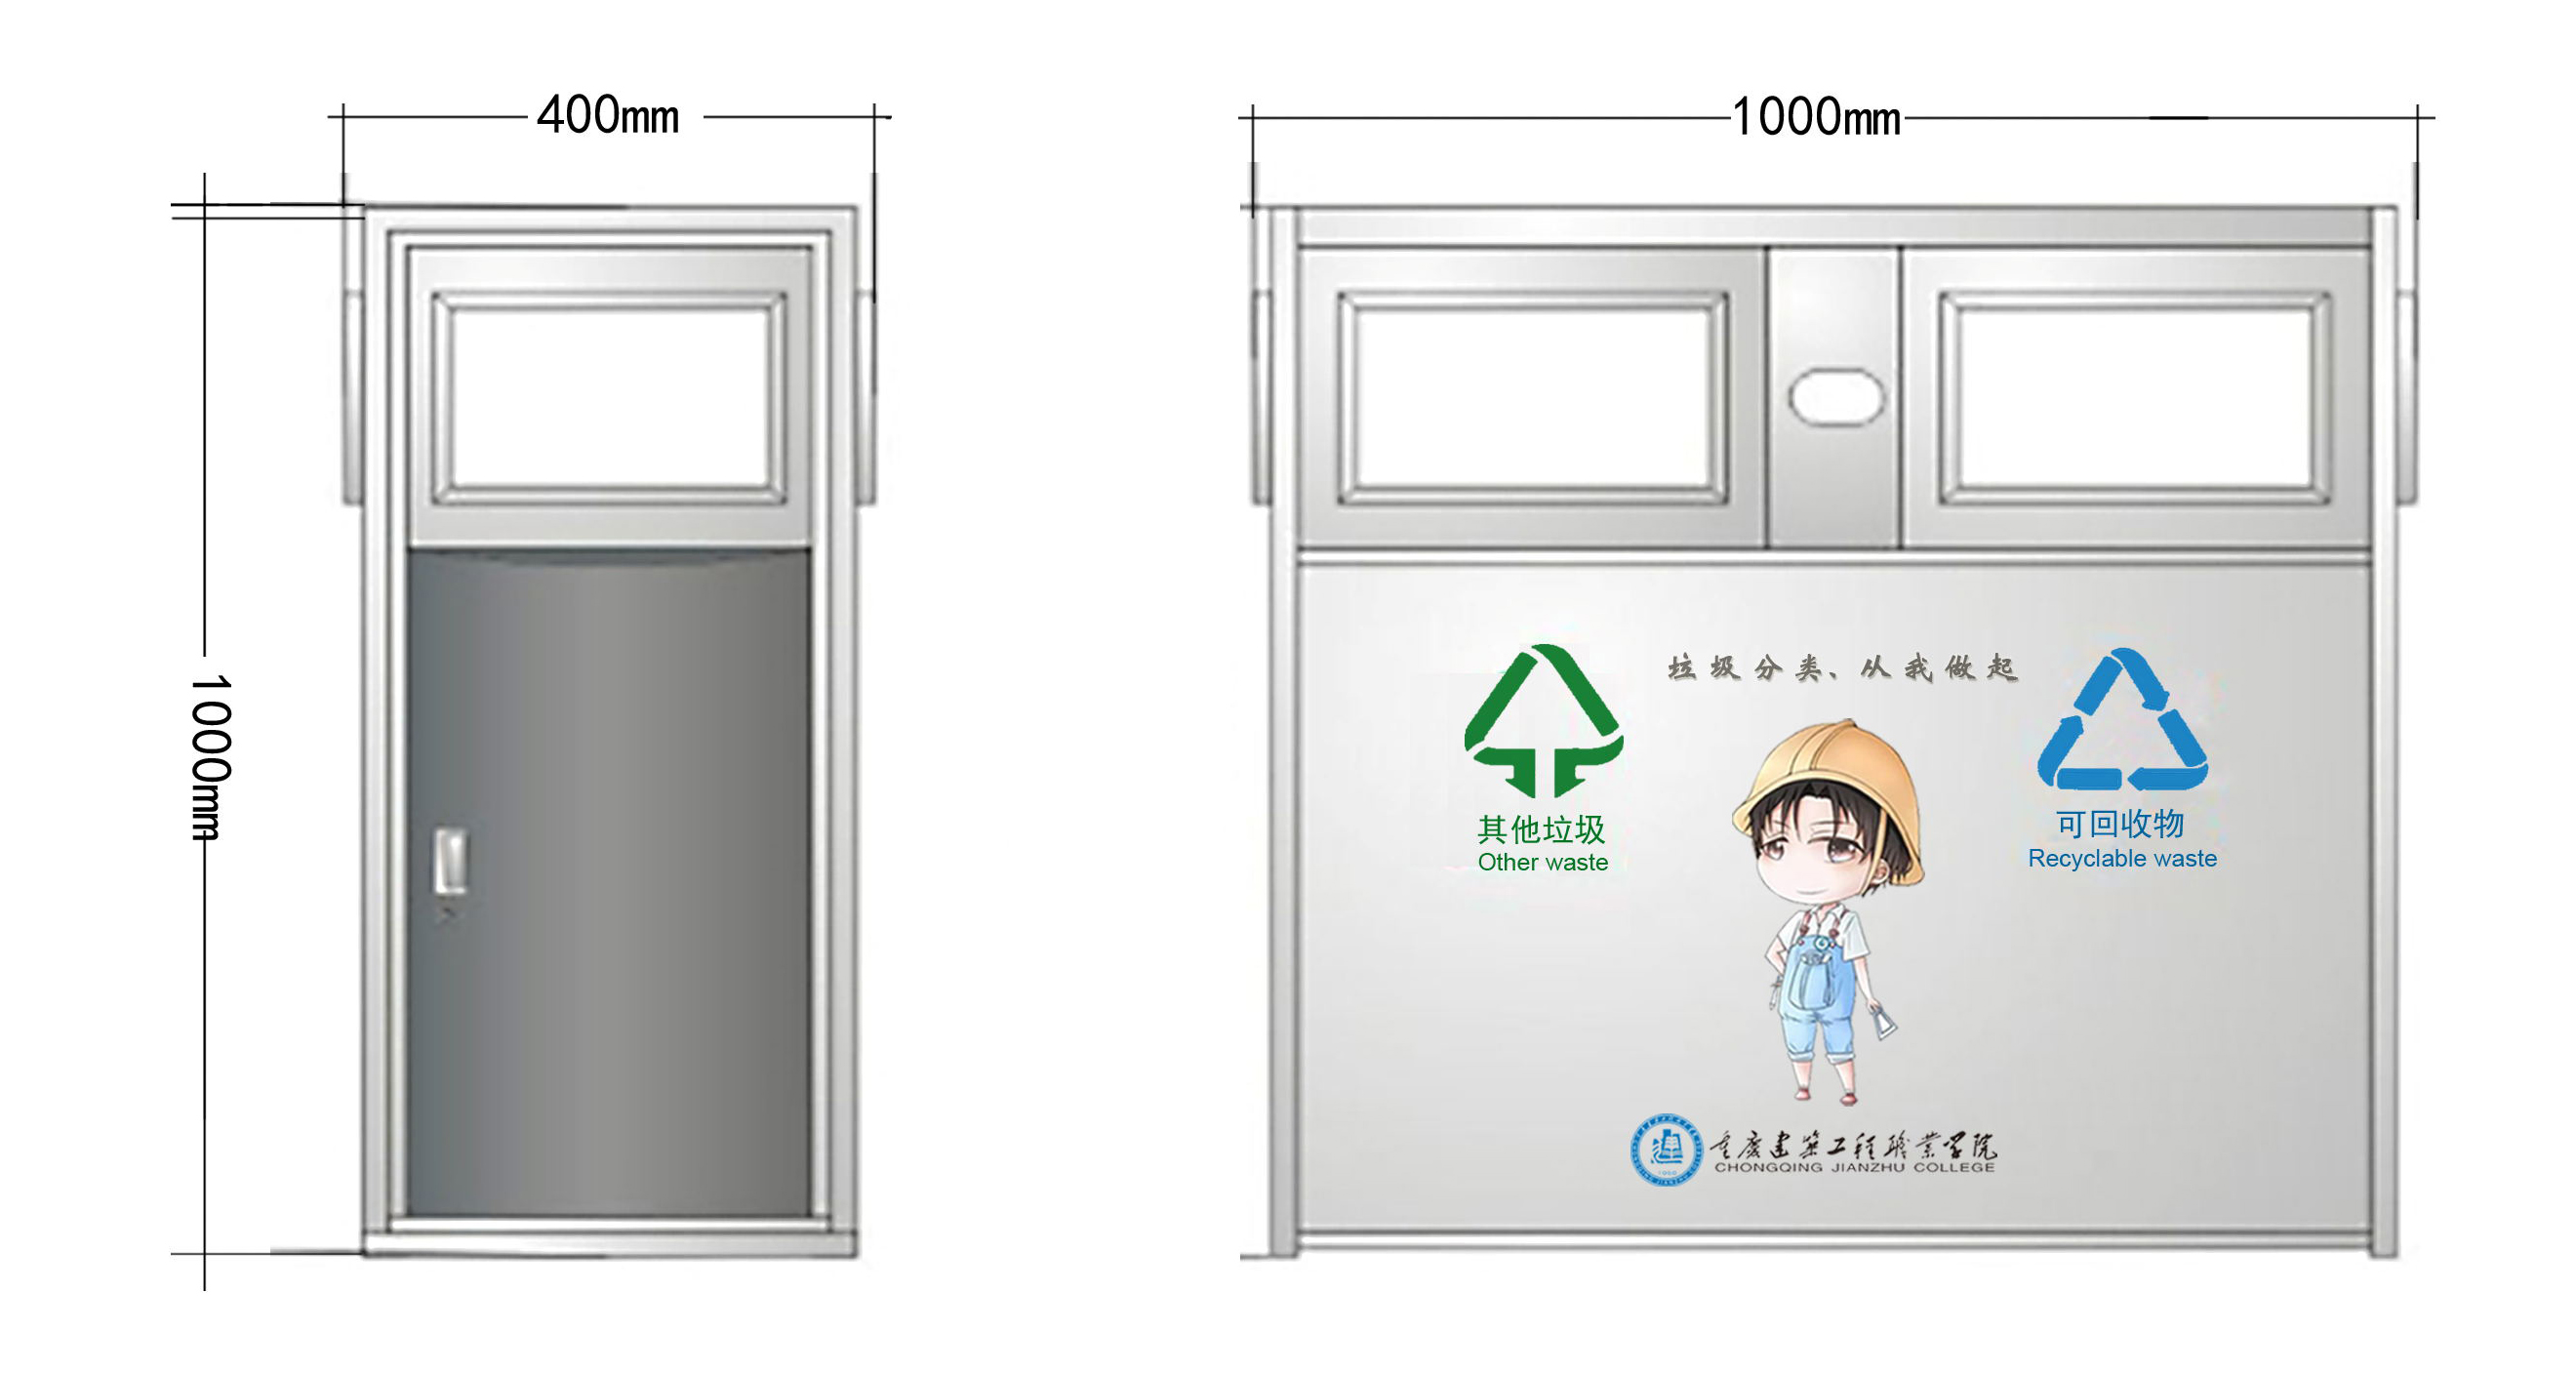 400mm
1000mm
1000mm
垃圾分类、从我做起
其他垃圾
Other waste
可回收物
Recyclable waste
重庆建筑工程职业学院
CHONGQING JIANZHU COLLEGE